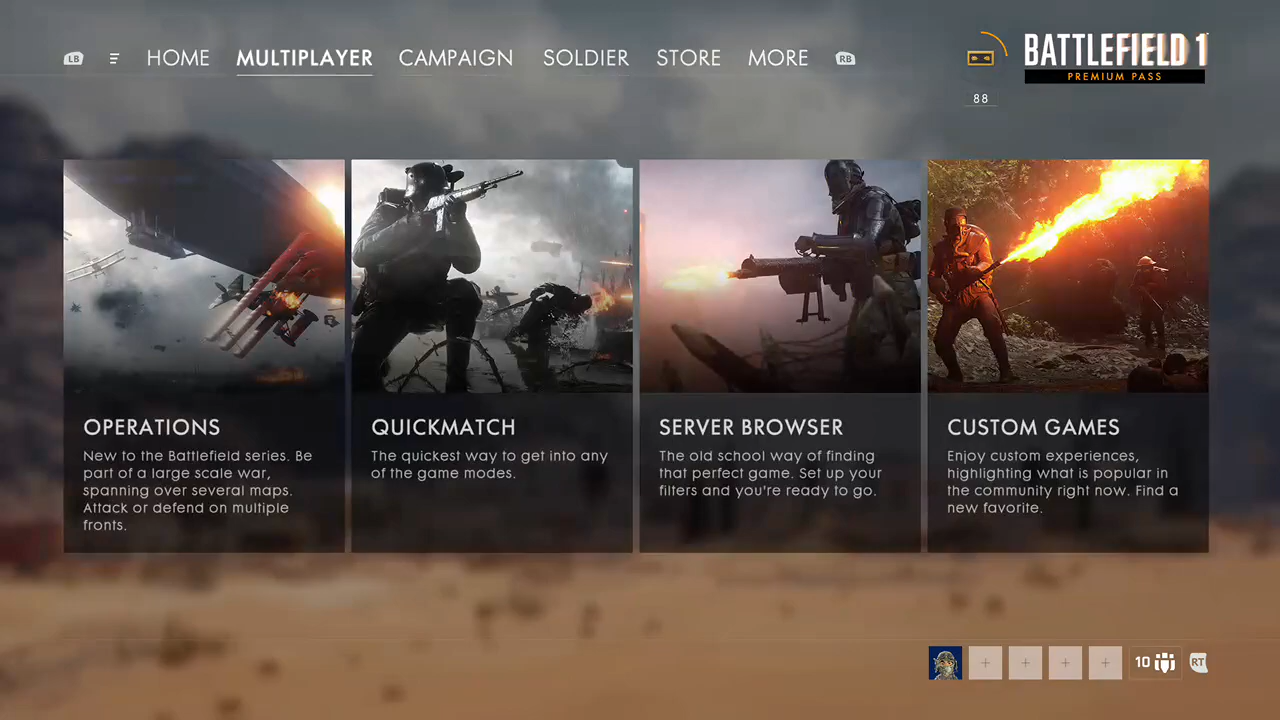 LB
HOME
MULTIPLAYER
CAMPAIGN
SOLDIER
STORE
MORE
RB
BATTLEFIELD 1
PREMIUM PASS
88
OPERATIONS
New to the Battlefield series. Be
part of a large scale war,
spanning over several maps.
Attack or defend on multiple
fronts.
QUICKMATCH
The quickest way to get into any
of the game modes.
SERVER BROWSER
The old school way of finding
that perfect game. Set up your
filters and you're ready to go.
CUSTOM GAMES
Enjoy custom experiences,
highlighting what is popular in
the community right now. Find a
new favorite.
10
RT